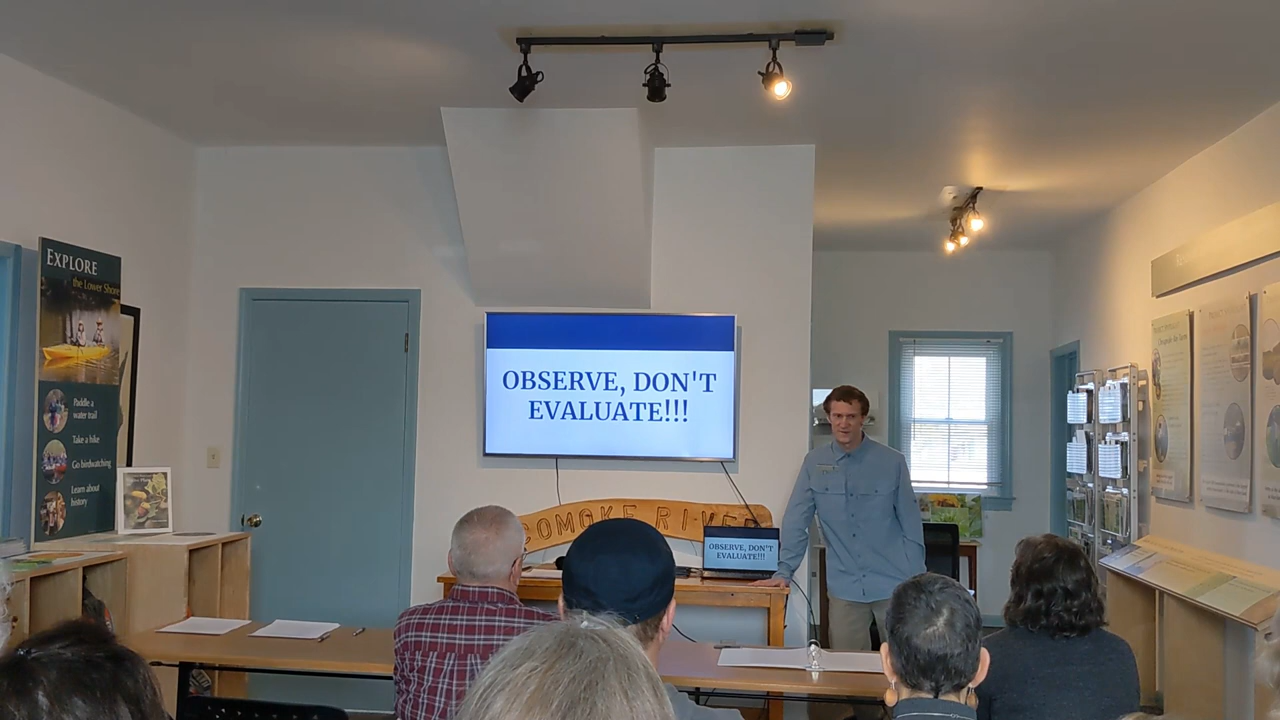 EXPLORE
the Lower Shore
Paddle a
water trail
Take a hike
Go birdwatching
Learn about
history
OBSERVE, DON'T
EVALUATE!!!
COMOKE RIVER
OBSERVE, DON'T
EVALUATE!!!